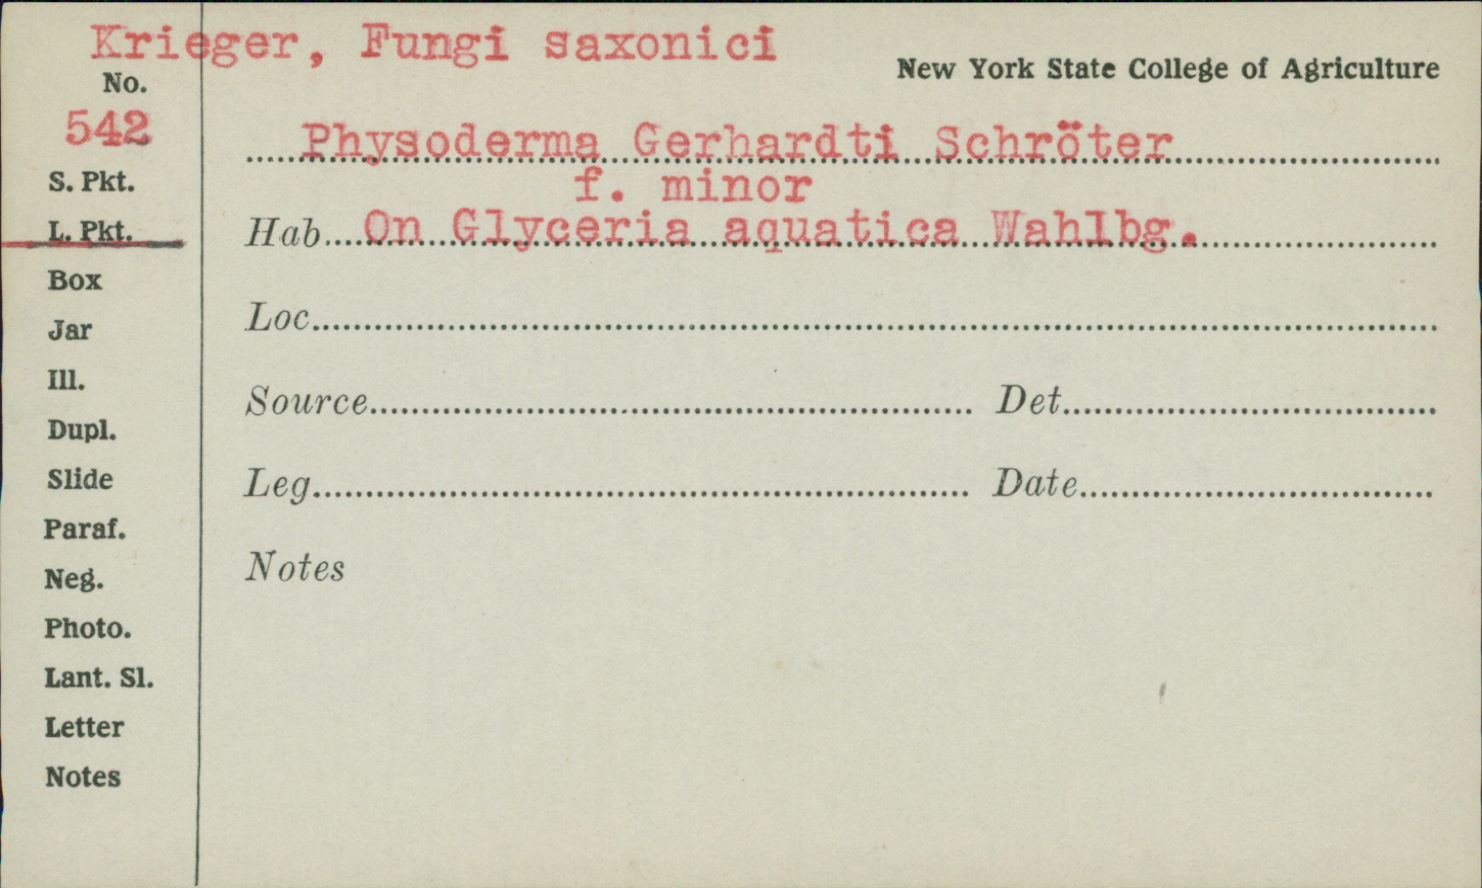 Krieger, Fungi saxonici
New York State College of Agriculture
No.
542
Physoderma Gerhardti Schröter
f. minor
S. Pkt.
L. Pkt.
Hab. On Glyceria aquatica Wahlbg.
Box
Loc.
Jar
Ill.
Source Det.
Dupl.
Slide
Leg. Date
Paraf.
Notes
Neg.
Photo.
Lant. Sl.
Letter
Notes